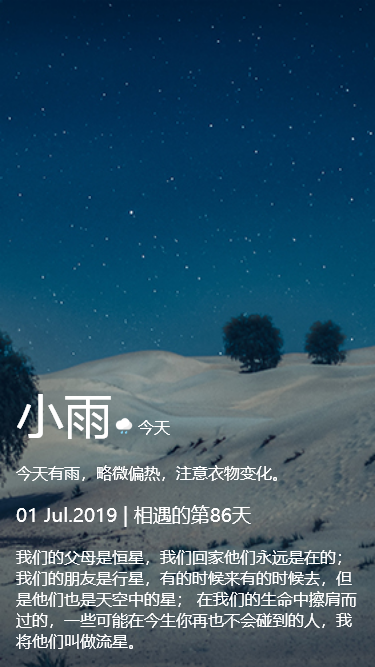 小雨 今天
今天有雨，略微偏热，注意衣物变化。
01 Jul.2019 | 相遇的第86天
我们的父母是恒星，我们回家他们永远是在的；
我们的朋友是行星，有的时候来有的时候去，但
是他们也是天空中的星； 在我们的生命中擦肩而
过的，一些可能在今生你再也不会碰到的人，我
将他们叫做流星。